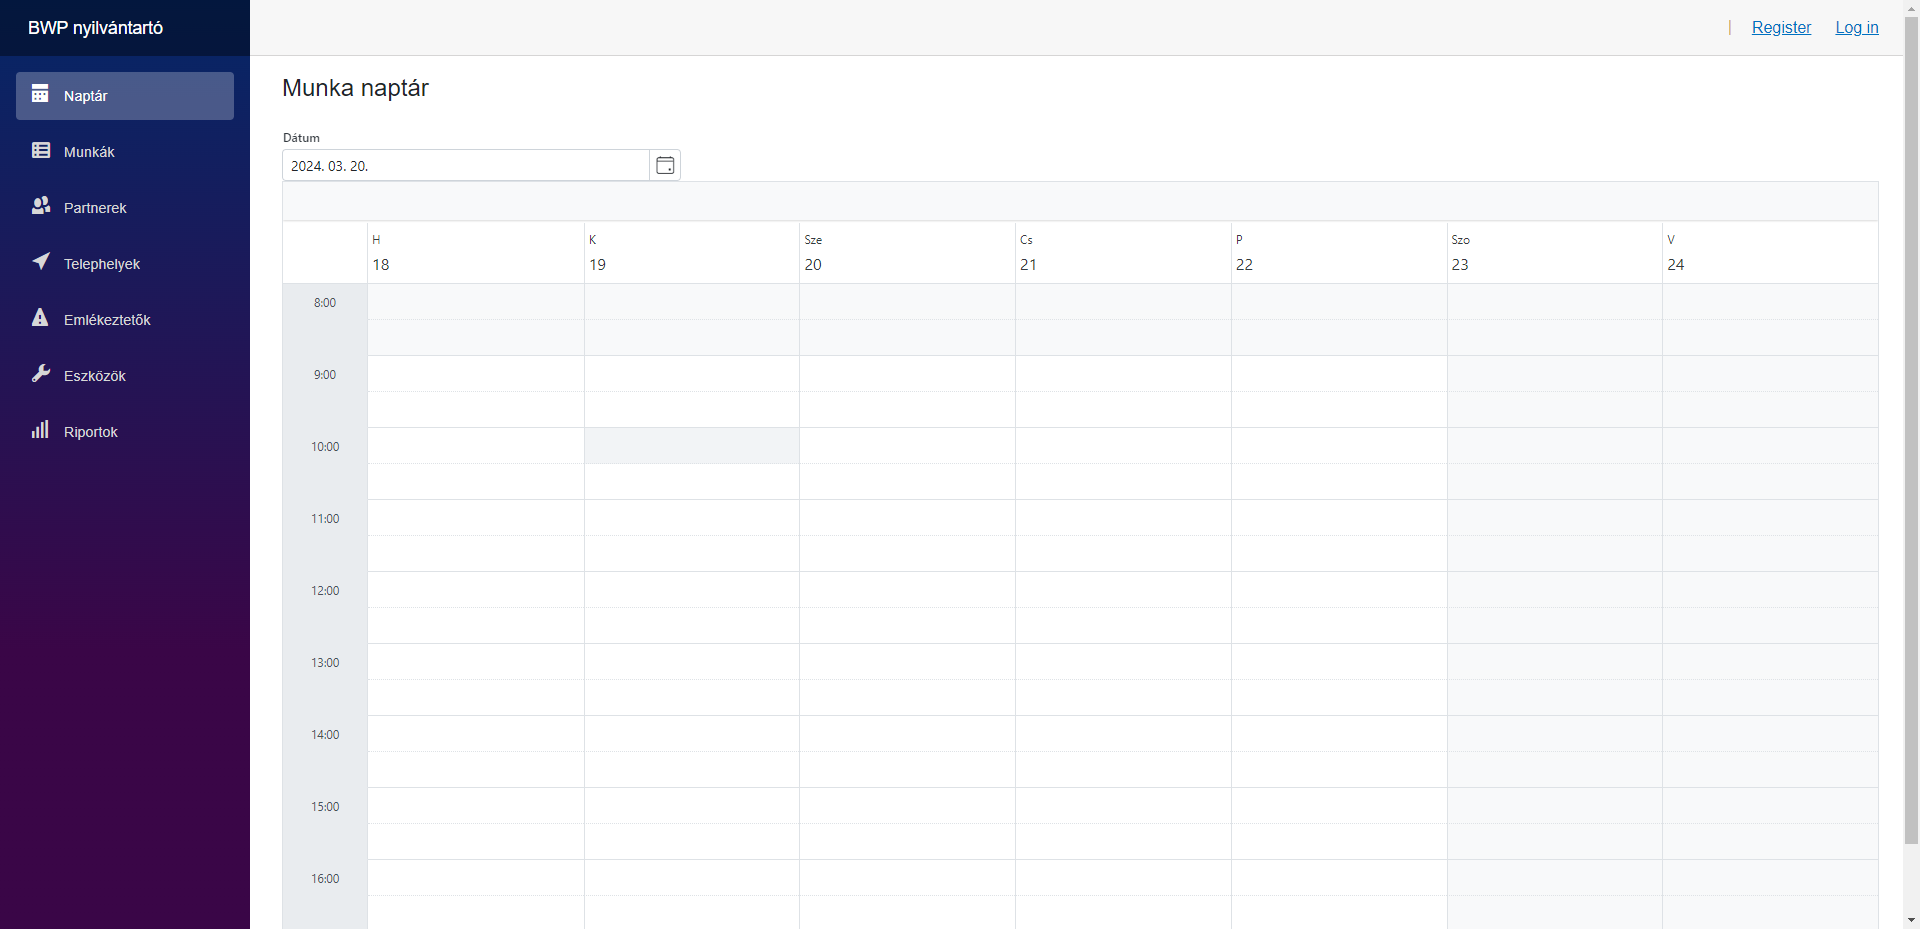 BWP nyilvántartó
| Register Log in
Naptár
Munkák
Partnerek
Telephelyek
Emlékeztetők
Eszközök
Riportok
Munka naptár
Dátum
2024. 03. 20.
H K Sze Cs P Szo V
18 19 20 21 22 23 24
8:00
9:00
10:00
11:00
12:00
13:00
14:00
15:00
16:00